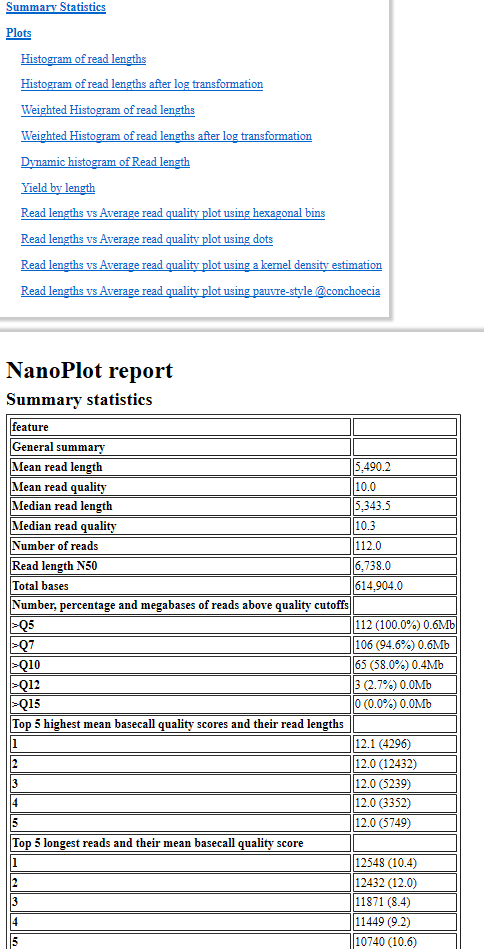 Summary Statistics
Plots
Histogram of read lengths
Histogram of read lengths after log transformation
Weighted Histogram of read lengths
Weighted Histogram of read lengths after log transformation
Dynamic histogram of Read length
Yield by length
Read lengths vs Average read quality plot using hexagonal bins
Read lengths vs Average read quality plot using dots
Read lengths vs Average read quality plot using a kernel density estimation
Read lengths vs Average read quality plot using pauvre-style @conchoecia
NanoPlot report
Summary statistics
feature
General summary
Mean read length 5,490.2
Mean read quality 10.0
Median read length 5,343.5
Median read quality 10.3
Number of reads 112.0
Read length N50 6,738.0
Total bases 614,904.0
Number, percentage and megabases of reads above quality cutoffs
>Q5 112 (100.0%) 0.6Mb
>Q7 106 (94.6%) 0.6Mb
>Q10 65 (58.0%) 0.4Mb
>Q12 3 (2.7%) 0.0Mb
>Q15 0 (0.0%) 0.0Mb
Top 5 highest mean basecall quality scores and their read lengths
1 12.1 (4296)
2 12.0 (12432)
3 12.0 (5239)
4 12.0 (3352)
5 12.0 (5749)
Top 5 longest reads and their mean basecall quality score
1 12548 (10.4)
2 12432 (12.0)
3 11871 (8.4)
4 11449 (9.2)
5 10740 (10.6)